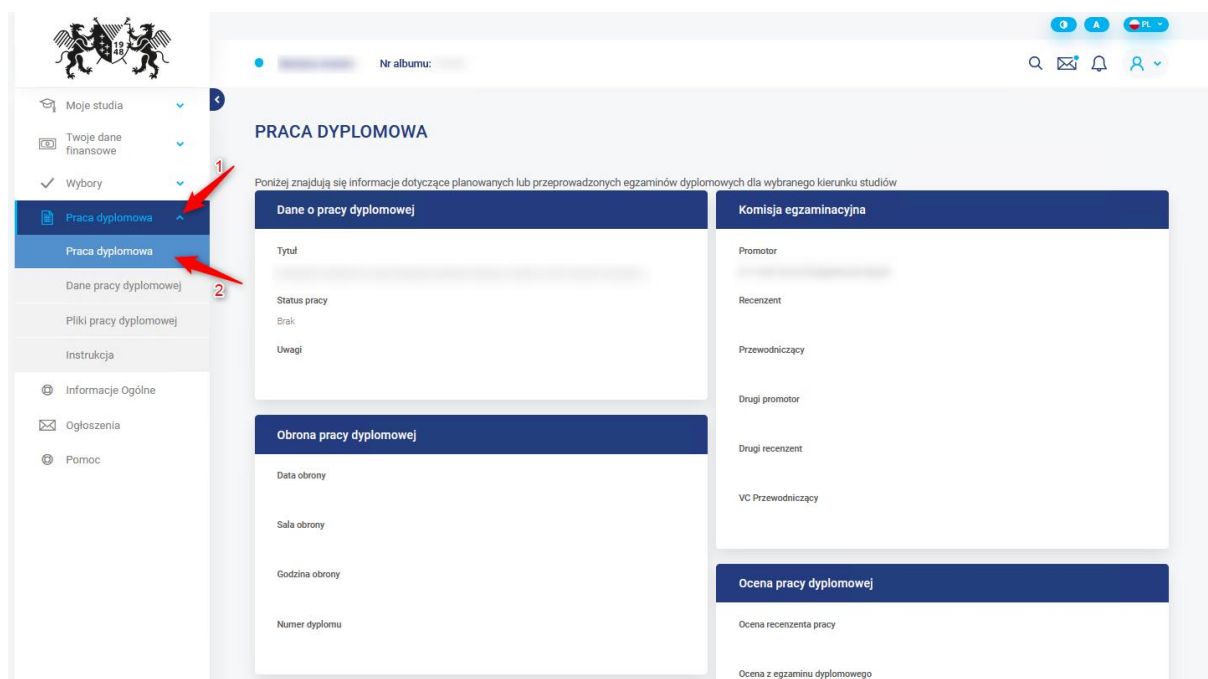 19
48
PL
Nr albumu:
Moje studia
Twoje dane
finansowe
Wybory
Praca dyplomowa
Praca dyplomowa
Dane pracy dyplomowej
Pliki pracy dyplomowej
Instrukcja
Informacje Ogólne
Ogłoszenia
Pomoc
1
2
PRACA DYPLOMOWA
Poniżej znajdują się informacje dotyczące planowanych lub przeprowadzonych egzaminów dyplomowych dla wybranego kierunku studiów
Dane o pracy dyplomowej
Tytuł
Status pracy
Brak
Uwagi
Obrona pracy dyplomowej
Data obrony
Sala obrony
Godzina obrony
Numer dyplomu
Komisja egzaminacyjna
Promotor
Recenzent
Przewodniczący
Drugi promotor
Drugi recenzent
VC Przewodniczący
Ocena pracy dyplomowej
Ocena recenzenta pracy
Ocena z egzaminu dyplomowego
A